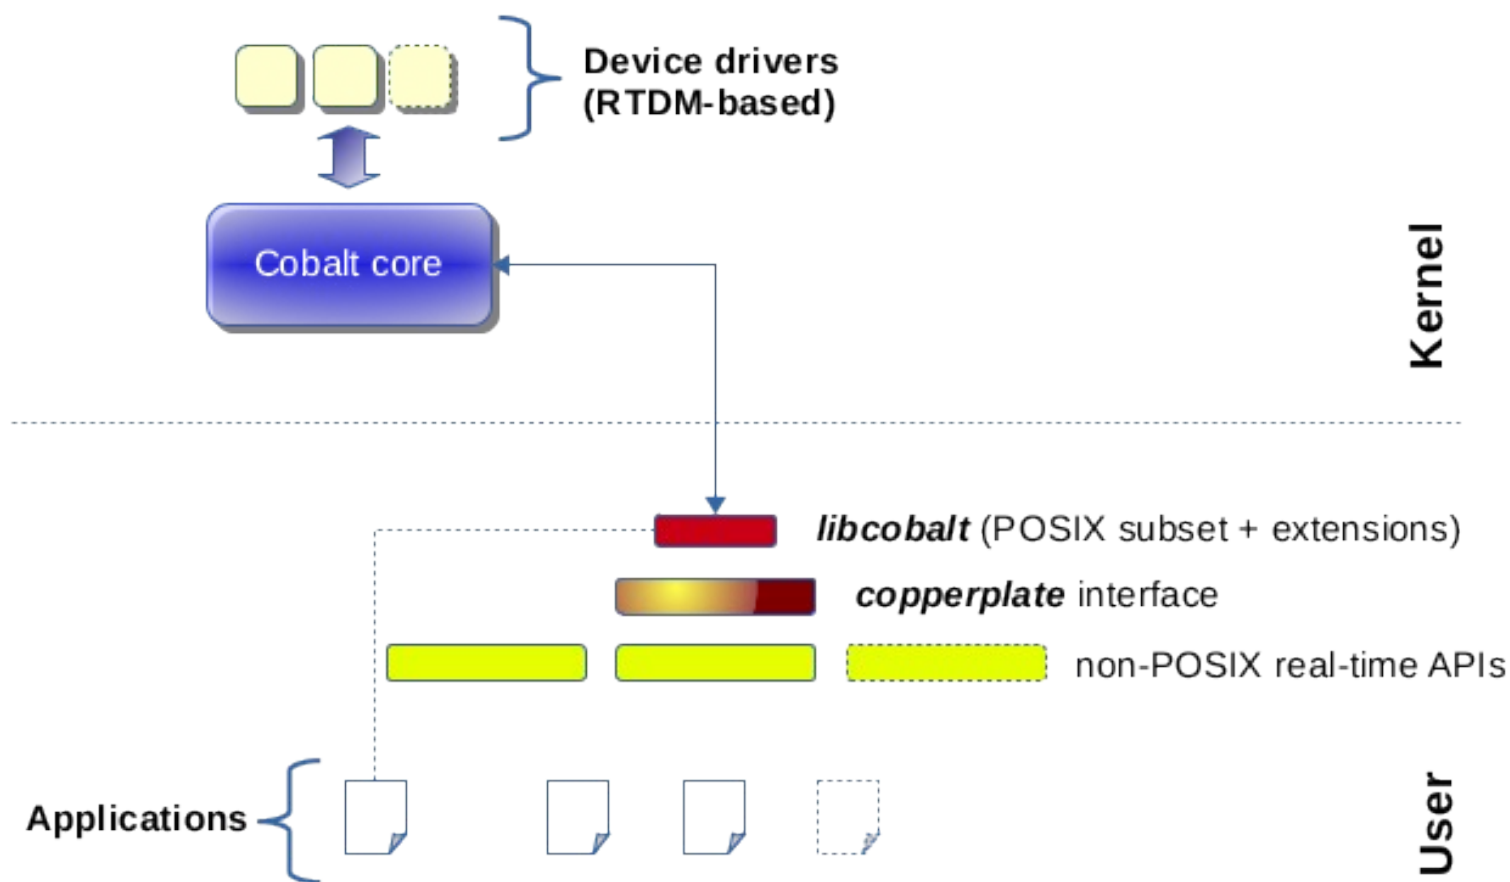 Device drivers
(RTDM-based)
Cobalt core
Kernel
libcobalt (POSIX subset + extensions)
copperplate interface
non-POSIX real-time APIs
Applications
User